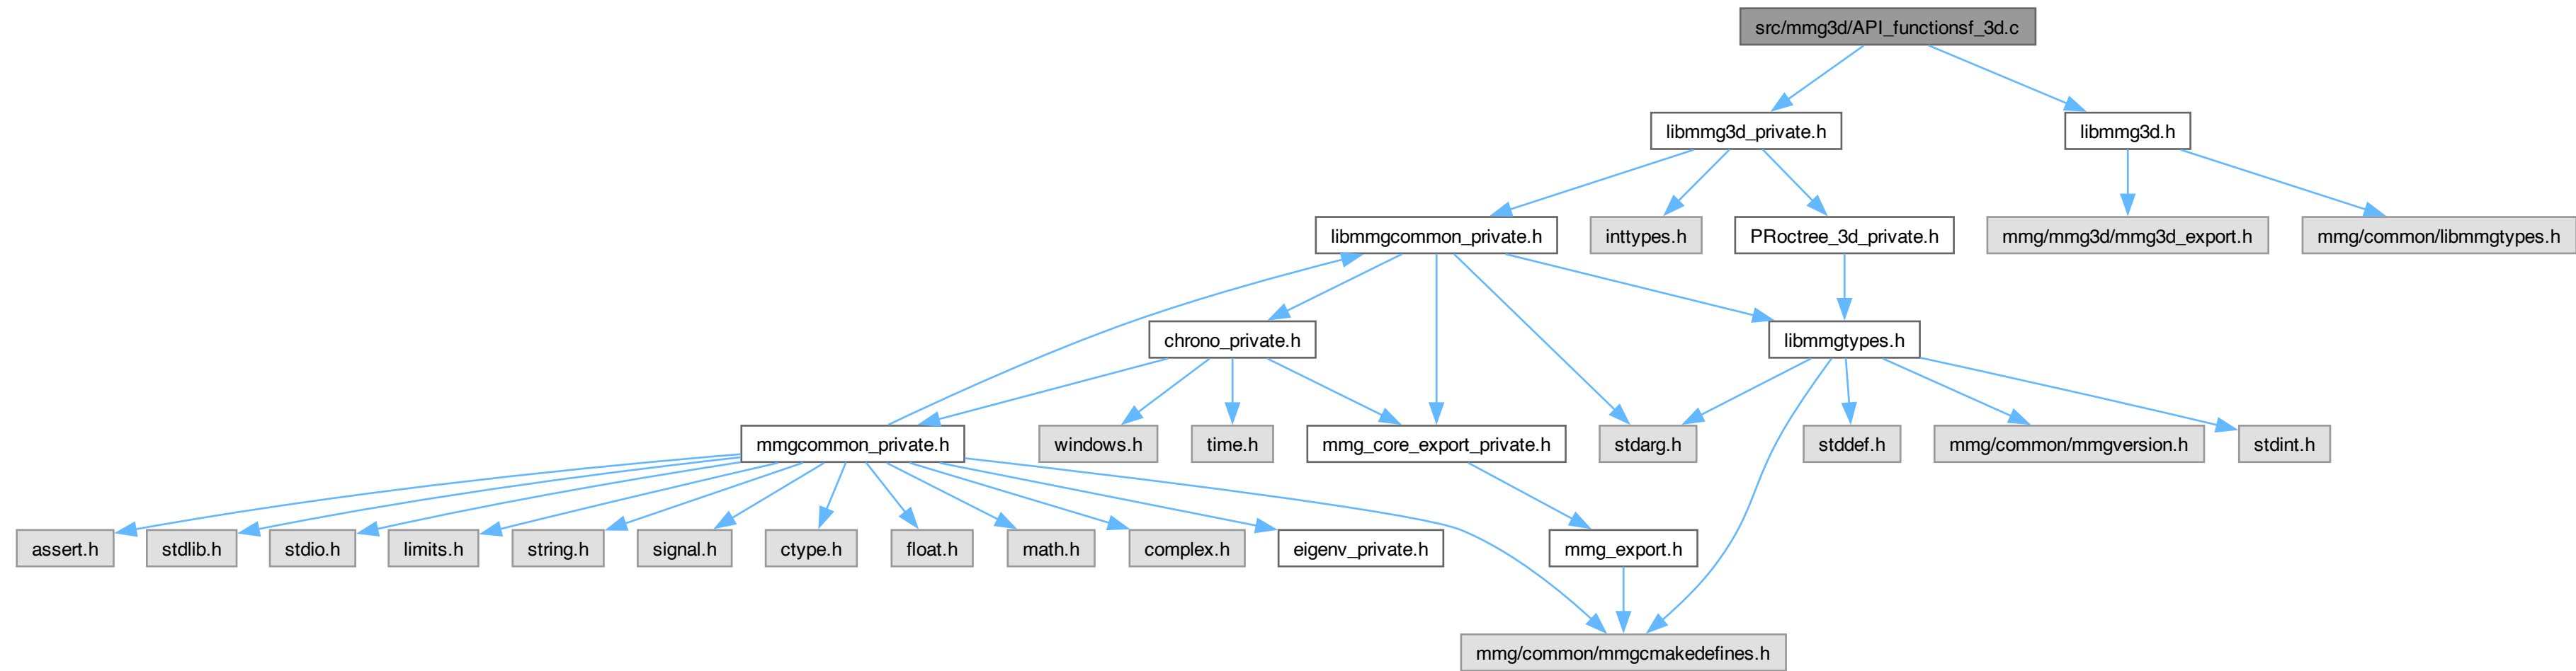 src/mmg3d/API_functionsf_3d.c
libmmg3d_private.h
libmmg3d.h
libmmgcommon_private.h
inttypes.h
PRoctree_3d_private.h
mmg/mmg3d/mmg3d_export.h
mmg/common/libmmgtypes.h
chrono_private.h
libmmgtypes.h
mmgcommon_private.h
windows.h
time.h
mmg_core_export_private.h
stdarg.h
stddef.h
mmg/common/mmgversion.h
stdint.h
assert.h
stdlib.h
stdio.h
limits.h
string.h
signal.h
ctype.h
float.h
math.h
complex.h
eigenv_private.h
mmg_export.h
mmg/common/mmgcmakedefines.h